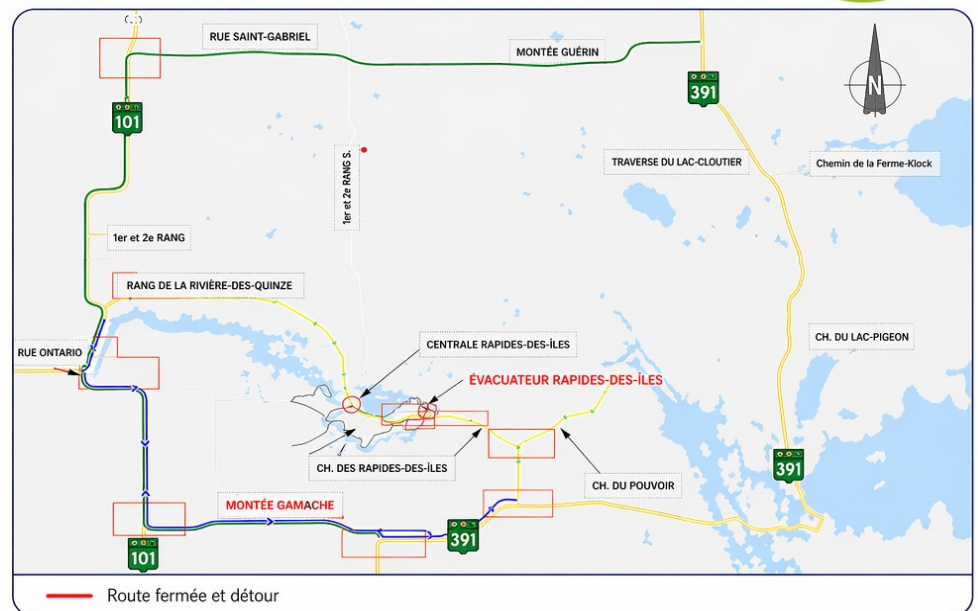 RUE SAINT-GABRIEL
MONTÉE GUÉRIN
391
N
101
1er et 2e RANG S.
TRAVERSE DU LAC-CLOUTIER
Chemin de la Ferme-Klock
1er et 2e RANG
RANG DE LA RIVIÈRE-DES-QUINZE
RUE ONTARIO
CENTRALE RAPIDES-DES-ÎLES
CH. DU LAC-PIGEON
ÉVACUATEUR RAPIDES-DES-ÎLES
CH. DES RAPIDES-DES-ÎLES
391
CH. DU POUVOIR
MONTÉE GAMACHE
391
101
Route fermée et détour